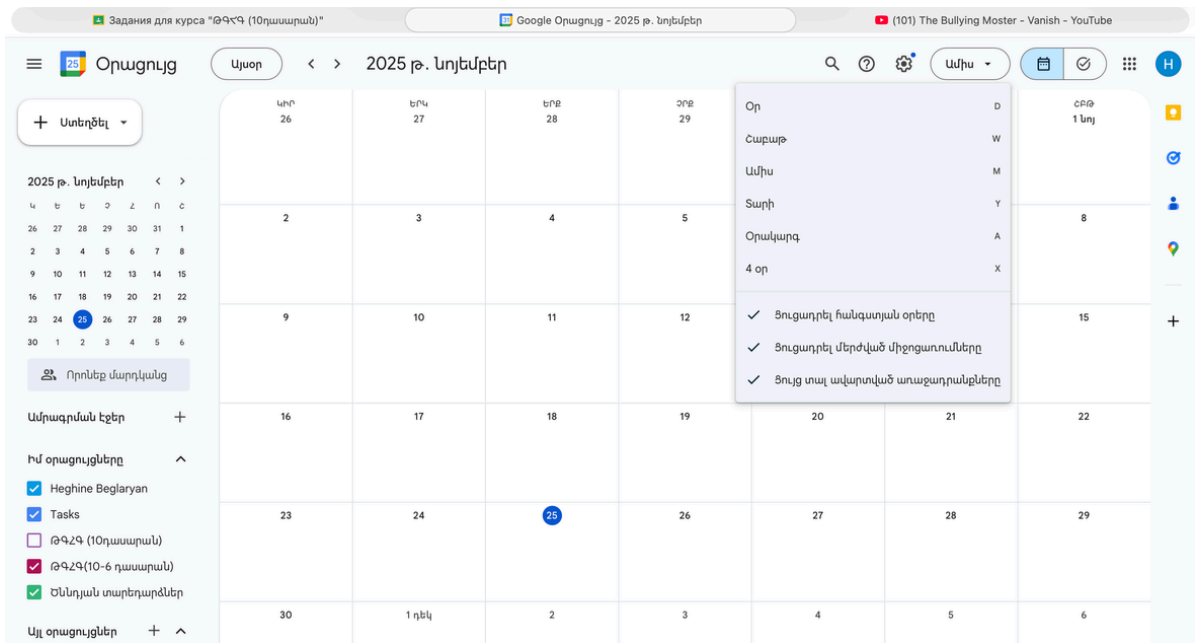 Задания для курса "ԹԳՀԳ (10դասարան)"
Google Օրացույց - 2025 թ. նոյեմբեր
(101) The Bullying Moster - Vanish - YouTube
25 Օրացույց Այսօր 2025 թ. նոյեմբեր Ամիս H
Ստեղծել
2025 թ. նոյեմբեր
Կ Ե Ե Չ Հ Ո Շ
26 27 28 29 30 31 1
2 3 4 5 6 7 8
9 10 11 12 13 14 15
16 17 18 19 20 21 22
23 24 25 26 27 28 29
30 1 2 3 4 5 6
Որոնեք մարդկանց
Ամրագրման էջեր
Իմ օրացույցները
Heghine Beglaryan
Tasks
ԹԳՀԳ (10դասարան)
ԹԳՀԳ(10-6 դասարան)
Ծննդյան տարեդարձներ
Այլ օրացույցներ
ԿԻՐ ԵՐԿ ԵՐՔ ՉՐՔ ՇԲԹ
26 27 28 29 1 նոյ
2 3 4 5 8
9 10 11 12 15
16 17 18 19 20 21 22
23 24 25 26 27 28 29
30 1 դեկ 2 3 4 5 6
Օր D
Շաբաթ W
Ամիս M
Տարի Y
Օրակարգ A
4 օր X
Ցուցադրել հանգստյան օրերը
Ցուցադրել մերժված միջոցառումները
Ցույց տալ ավարտված առաջադրանքները